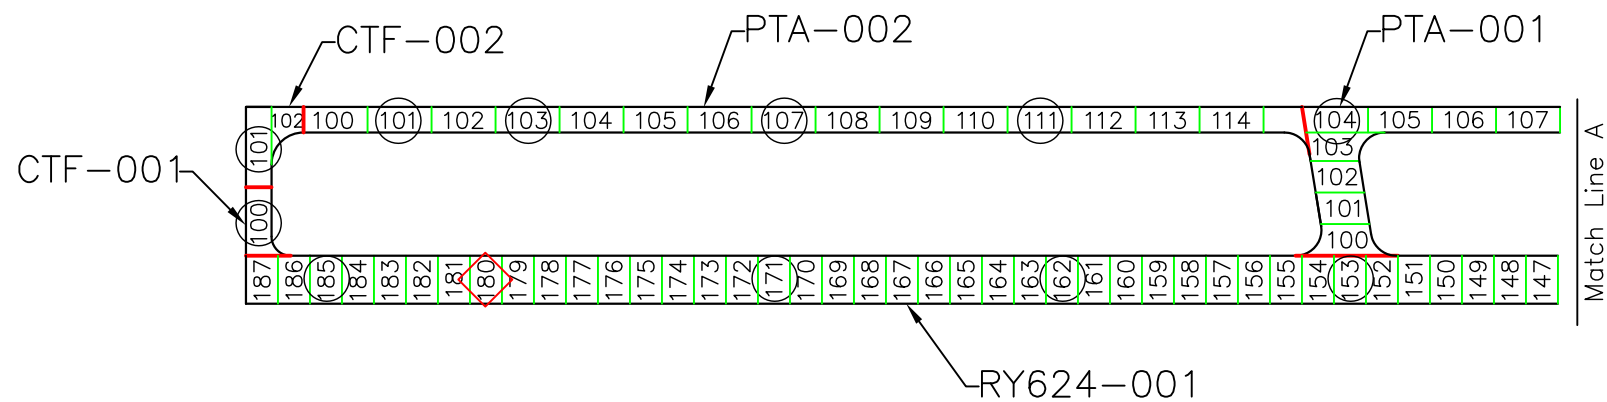 CTF-002
PTA-002
PTA-001
102 100 101 102 103 104 105 106 107 108 109 110 111 112 113 114 104 105 106 107
101
103
CTF-001
102
100
101
100
187 186 185 184 183 182 181 180 179 178 177 176 175 174 173 172 171 170 169 168 167 166 165 164 163 162 161 160 159 158 157 156 155 154 153 152 151 150 149 148 147
Match Line A
RY624-001